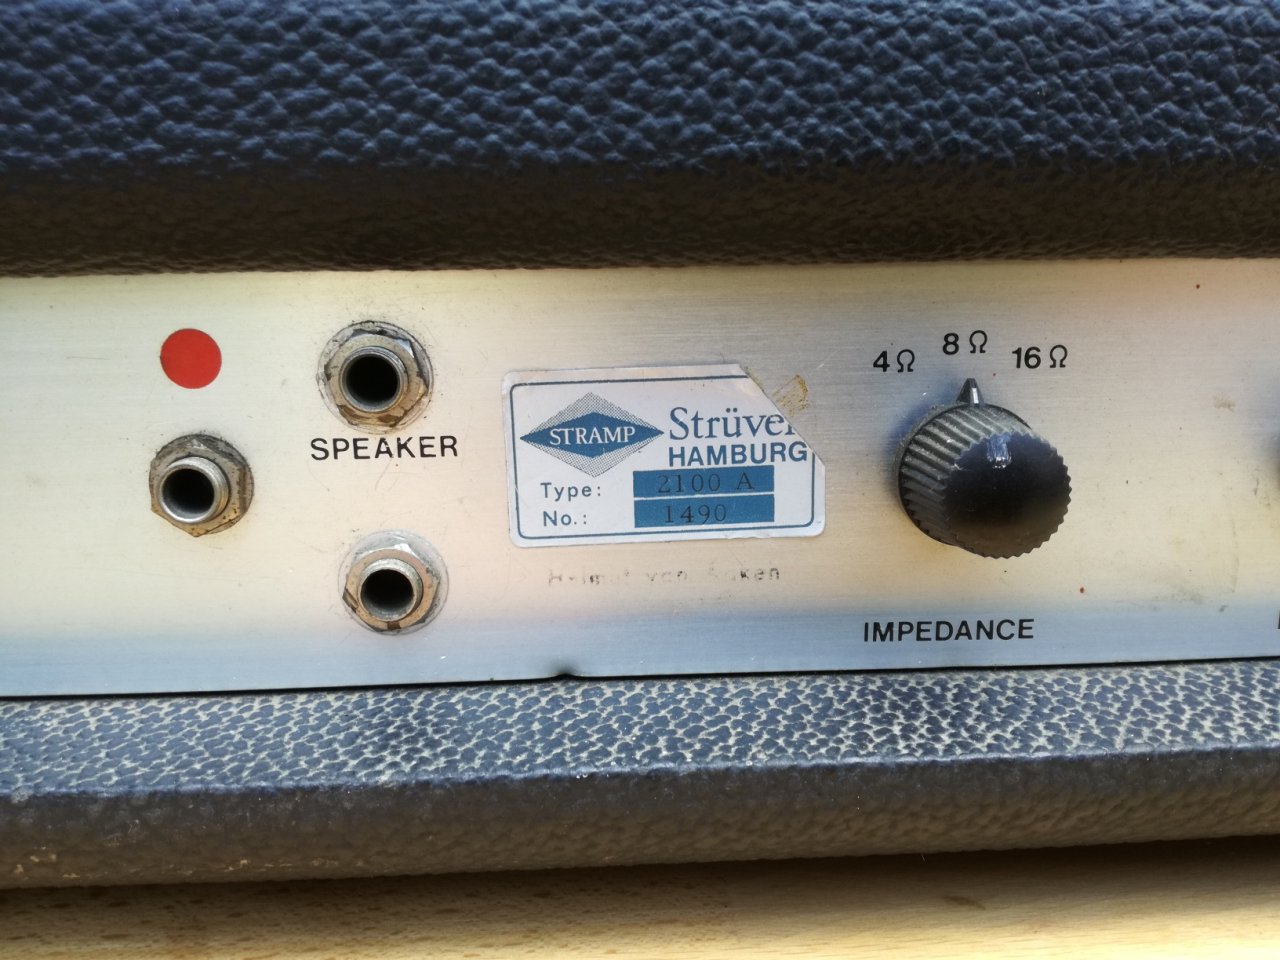 SPEAKER
STRAMP
Strüver
HAMBURG
Type: 2100 A
No.: 1490
4Ω 8Ω 16Ω
IMPEDANCE